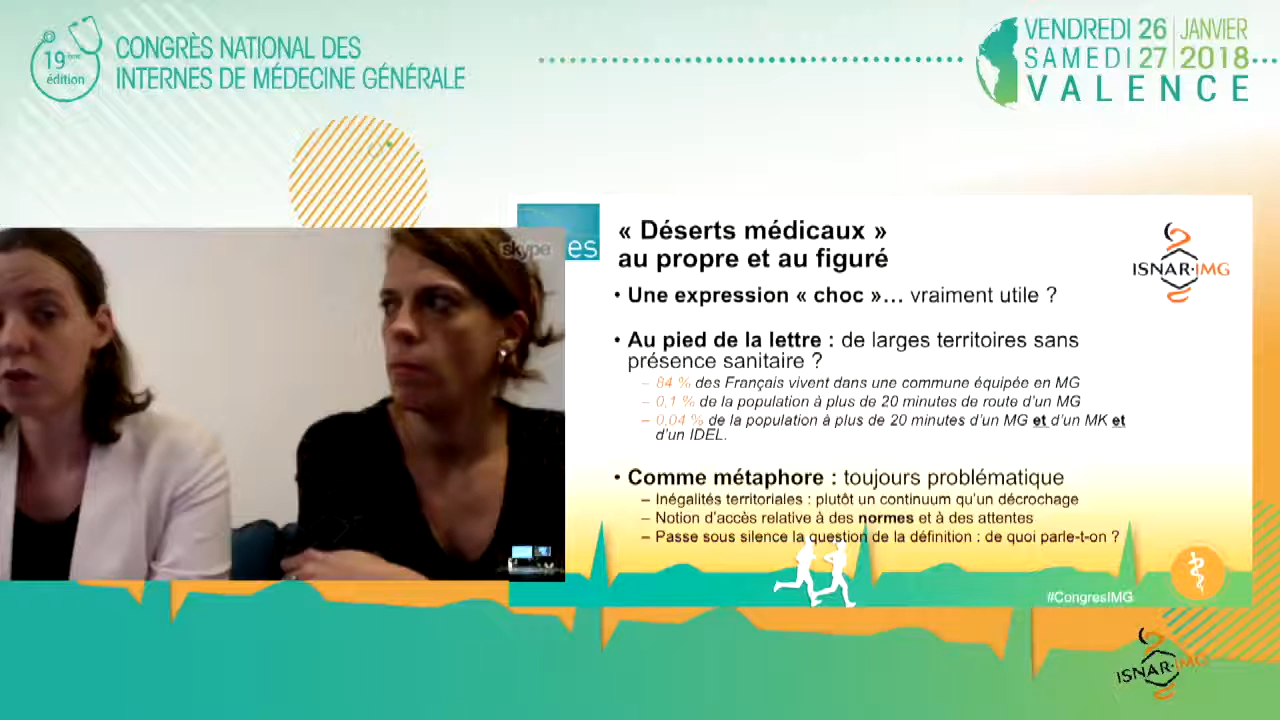 19ème
édition
CONGRÈS NATIONAL DES
INTERNES DE MÉDECINE GÉNÉRALE
VENDREDI 26 JANVIER
SAMEDI 27 2018
VALENCE
skype
es
« Déserts médicaux »
au propre et au figuré
ISNAR-IMG
• Une expression « choc »… vraiment utile ?
• Au pied de la lettre : de larges territoires sans
présence sanitaire ?
– 84 % des Français vivent dans une commune équipée en MG
– 0,1 % de la population à plus de 20 minutes de route d'un MG
– 0,04 % de la population à plus de 20 minutes d'un MG et d'un MK et
d'un IDEL.
• Comme métaphore : toujours problématique
– Inégalités territoriales : plutôt un continuum qu'un décrochage
– Notion d'accès relative à des normes et à des attentes
– Passe sous silence la question de la définition : de quoi parle-t-on ?
#CongresIMG
ISNAR-IMG